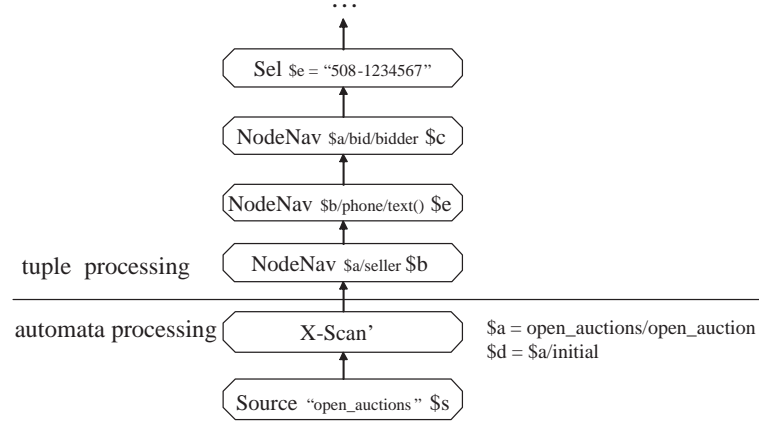 ...
Sel $e = “508-1234567”
NodeNav $a/bid/bidder $c
NodeNav $b/phone/text() $e
NodeNav $a/seller $b
tuple processing
automata processing
X-Scan’
$a = open_auctions/open_auction
$d = $a/initial
Source “open_auctions” $s